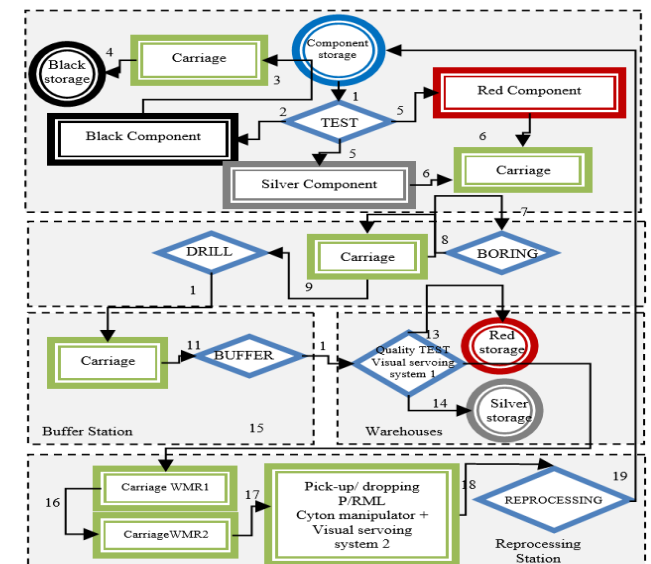 Component
storage
4
Carriage
Black
storage
3
1
2
5
Red Component
TEST
Black Component
5
6
6
Carriage
Silver Component
7
DRILL
8
Carriage
BORING
9
1
13
11
BUFFER
1
Quality TEST
Visual servoing
system 1
Red
storage
Carriage
14
Silver
storage
Buffer Station
15
Warehouses
16
Carriage WMR1
17
CarriageWMR2
Pick-up/ dropping
P/RML
Cyton manipulator +
Visual servoing
system 2
18
19
REPROCESSING
Reprocessing
Station